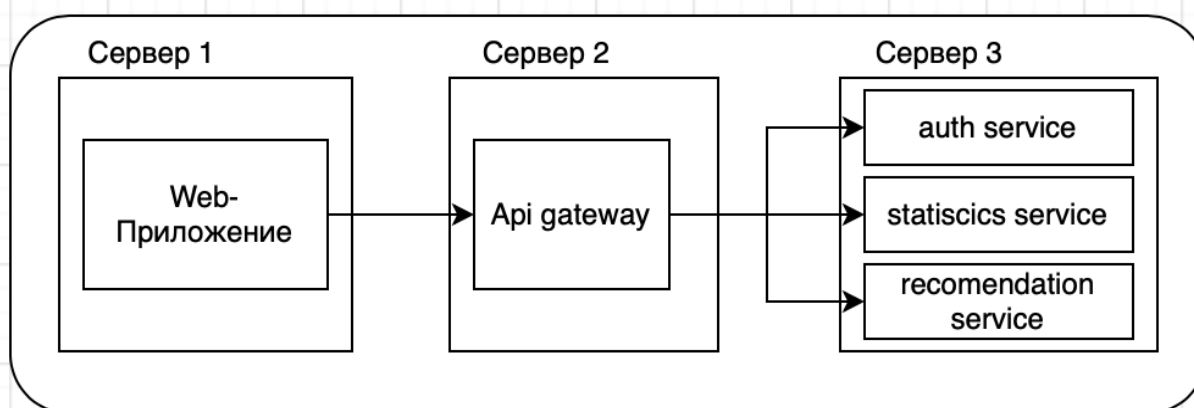 Сервер 1
Сервер 2
Сервер 3
Web-
Приложение
Api gateway
auth service
statiscics service
recomendation
service